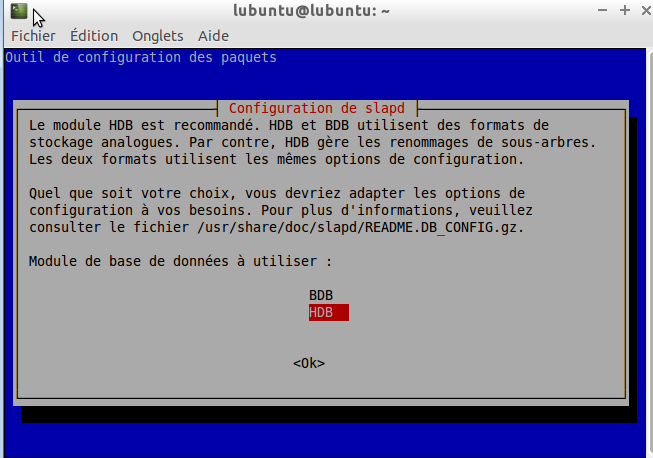 lubuntu@lubuntu: ~
Fichier Édition Onglets Aide
Outil de configuration des paquets
Configuration de slapd
Le module HDB est recommandé. HDB et BDB utilisent des formats de
stockage analogues. Par contre, HDB gère les renommages de sous-arbres.
Les deux formats utilisent les mêmes options de configuration.
Quel que soit votre choix, vous devriez adapter les options de
configuration à vos besoins. Pour plus d'informations, veuillez
consulter le fichier /usr/share/doc/slapd/README.DB_CONFIG.gz.
Module de base de données à utiliser :
BDB
HDB
<Ok>